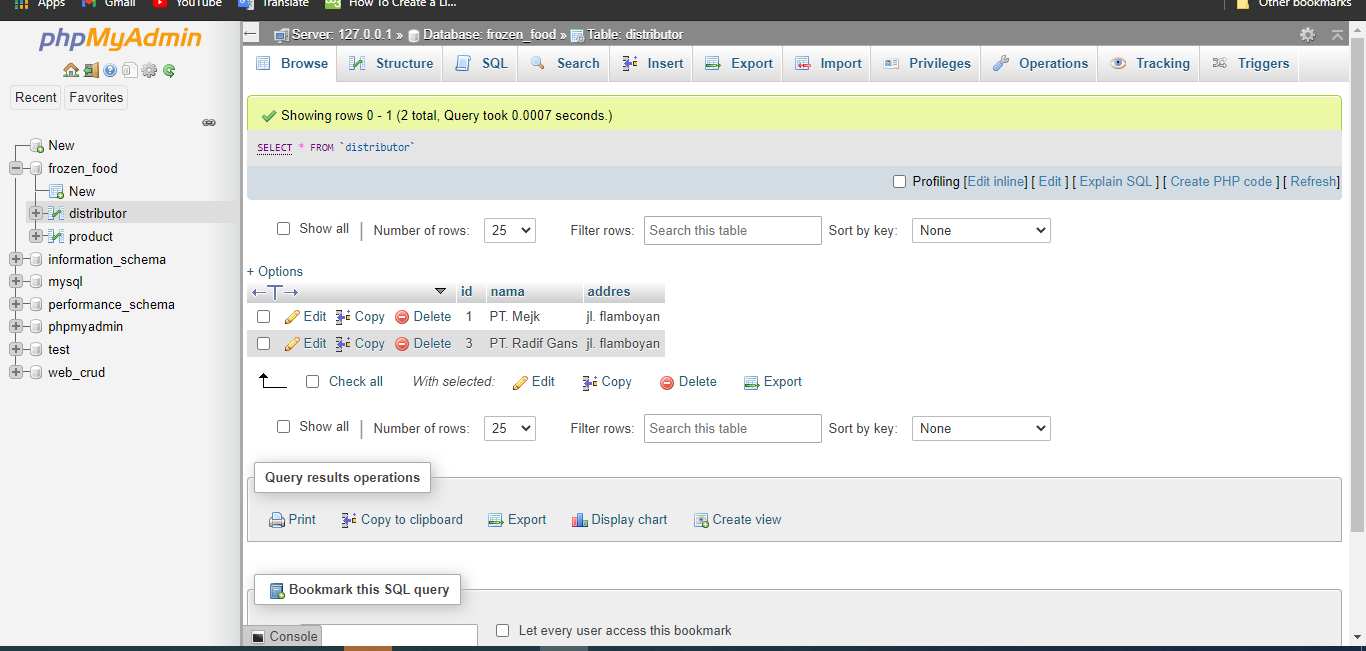 Apps Gmail YouTube Translate How To Create a Li... Other bookmarks
phpMyAdmin
Recent Favorites
New
frozen_food
New
distributor
product
information_schema
mysql
performance_schema
phpmyadmin
test
web_crud
Server: 127.0.0.1 » Database: frozen_food » Table: distributor
Browse Structure SQL Search Insert Export Import Privileges Operations Tracking Triggers
Showing rows 0 - 1 (2 total, Query took 0.0007 seconds.)
SELECT * FROM `distributor`
Profiling [Edit inline] [ Edit ] [ Explain SQL ] [ Create PHP code ] [ Refresh]
Show all | Number of rows: 25 Filter rows: Search this table Sort by key: None
+ Options
←T→ id nama addres
Edit Copy Delete 1 PT. Mejk jl. flamboyan
Edit Copy Delete 3 PT. Radif Gans jl. flamboyan
Check all With selected: Edit Copy Delete Export
Show all | Number of rows: 25 Filter rows: Search this table Sort by key: None
Query results operations
Print Copy to clipboard Export Display chart Create view
Bookmark this SQL query
Let every user access this bookmark
Console